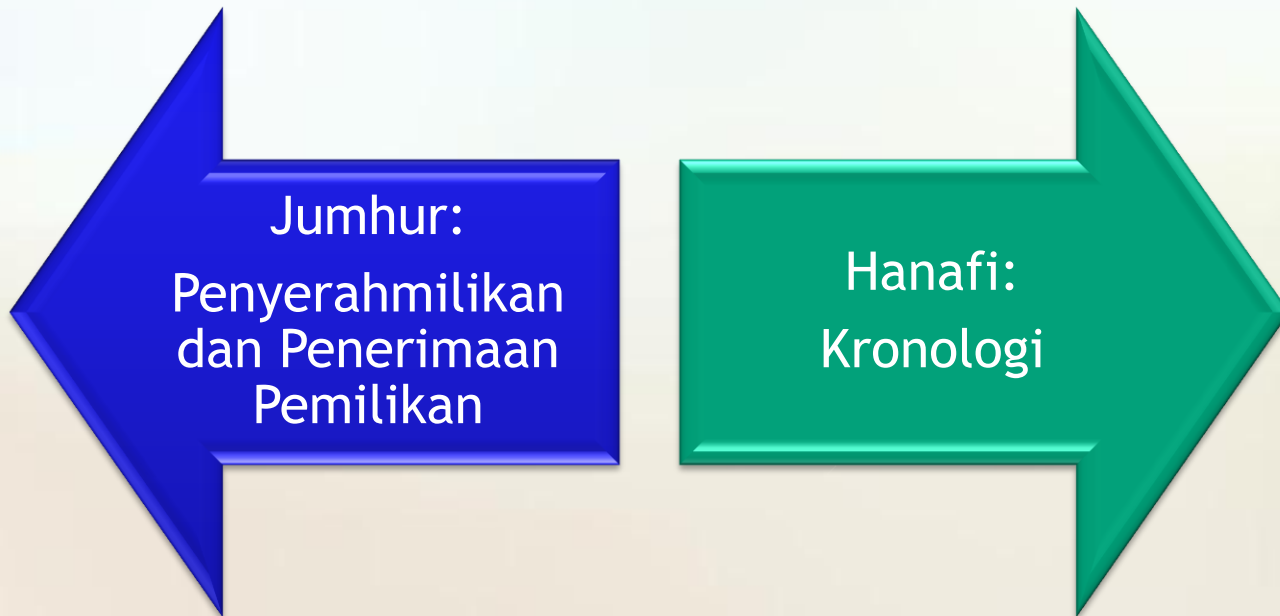 Jumhur:
Penyerahmilikan
dan Penerimaan
Pemilikan
Hanafi:
Kronologi